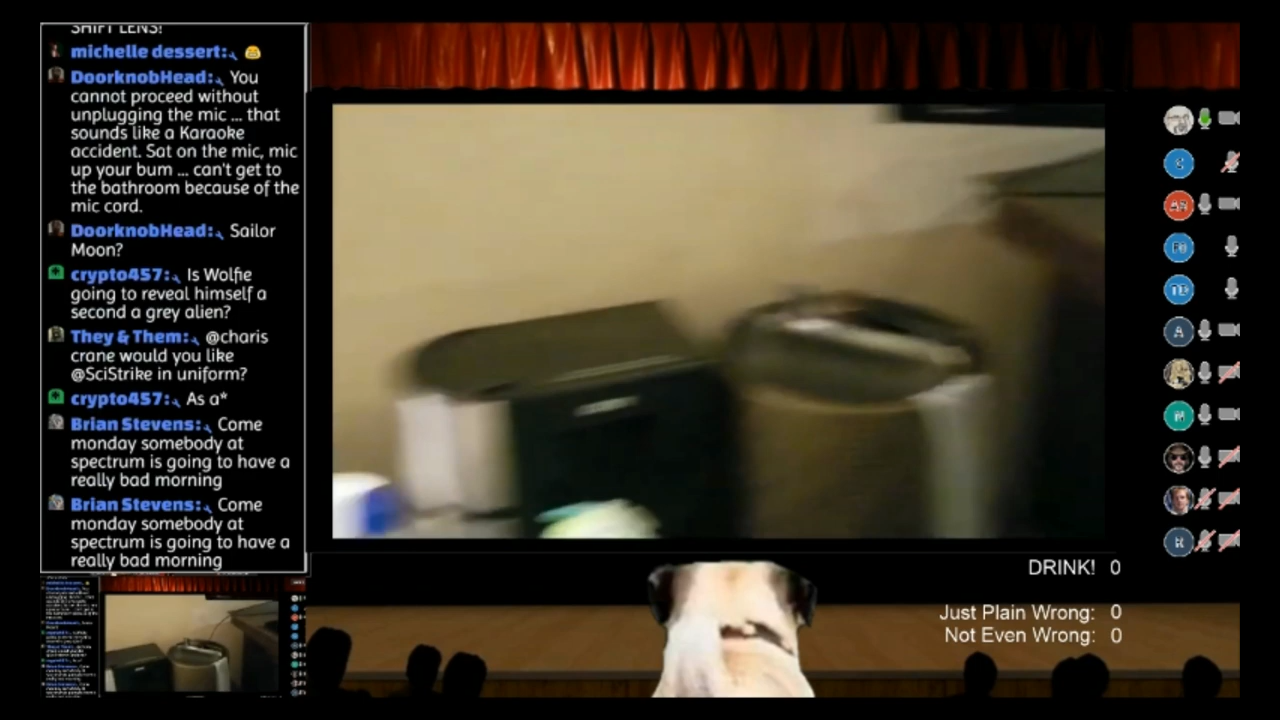 SHIFT LENS!
michelle dessert:
DoorknobHead: You
cannot proceed without
unplugging the mic ... that
sounds like a Karaoke
accident. Sat on the mic, mic
up your bum ... can't get to
the bathroom because of the
mic cord.
DoorknobHead: Sailor
Moon?
crypto457: Is Wolfie
going to reveal himself a
second a grey alien?
They & Them: @charis
crane would you like
@SciStrike in uniform?
crypto457: As a*
Brian Stevens: Come
monday somebody at
spectrum is going to have a
really bad morning
Brian Stevens: Come
monday somebody at
spectrum is going to have a
really bad morning
S
A
DRINK! 0
Just Plain Wrong: 0
Not Even Wrong: 0